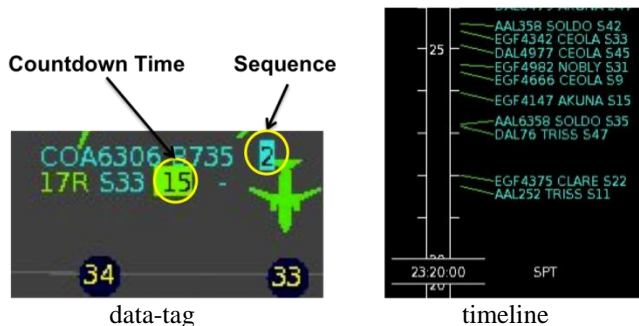 Countdown Time
Sequence
COA6306 B735 2
17R S33 15 -
34
33
data-tag
AAL358 SOLDO S42
25
EGF4342 CEOLA S33
DAL4977 CEOLA S45
EGF4982 NOBLY S31
EGF4666 CEOLA S9
EGF4147 AKUNA S15
AAL6358 SOLDO S35
DAL76 TRISS S47
EGF4375 CLARE S22
AAL252 TRISS S11
23:20:00
SPT
timeline